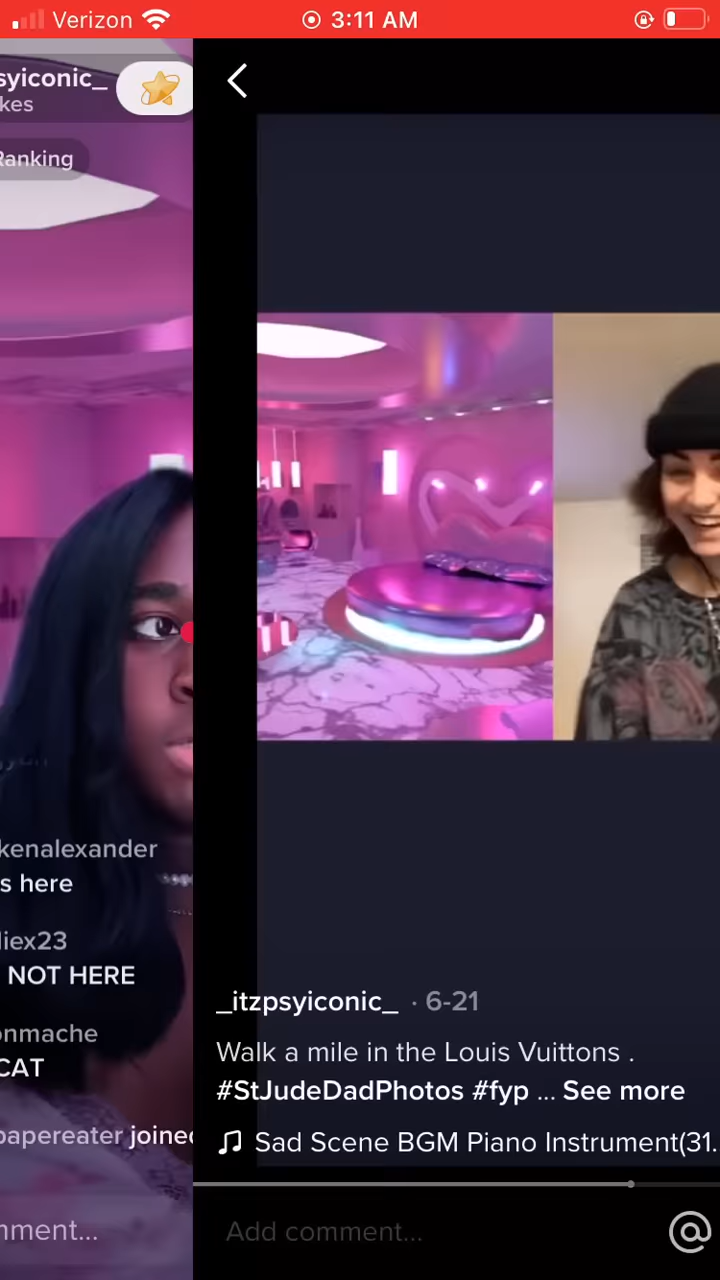 Verizon
3:11 AM
syiconic_
kes
Ranking
kenalexander
s here
liex23
NOT HERE
onmache
CAT
papereater joined
mment...
_itzpsyiconic_ · 6-21
Walk a mile in the Louis Vuittons .
#StJudeDadPhotos #fyp ... See more
Sad Scene BGM Piano Instrument(31.
Add comment...
@